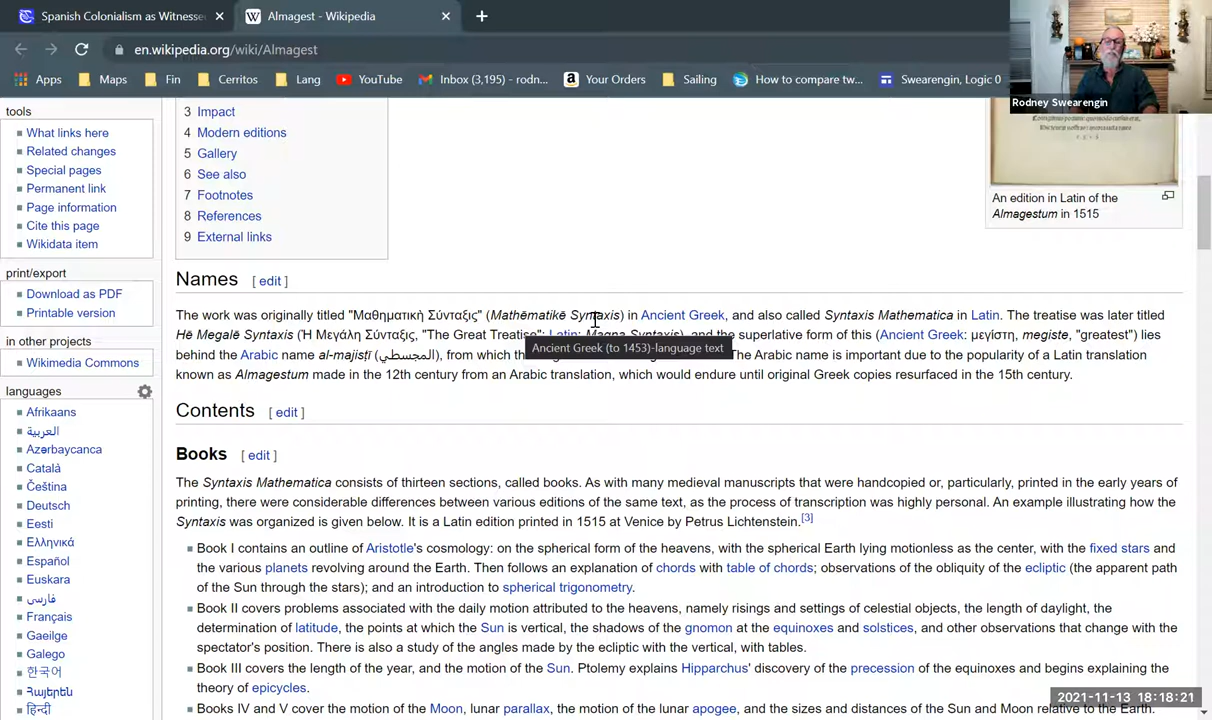 Spanish Colonialism as Witnesse
Almagest - Wikipedia
en.wikipedia.org/wiki/Almagest
Apps Maps Fin Cerritos Lang YouTube Inbox (3,195) - rodn... Your Orders Sailing How to compare tw... Swearengin, Logic 0
Rodney Swearengin
tools
What links here
Related changes
Special pages
Permanent link
Page information
Cite this page
Wikidata item
print/export
Download as PDF
Printable version
in other projects
Wikimedia Commons
languages
Afrikaans
العربية
Azərbaycanca
Català
Čeština
Deutsch
Eesti
Ελληνικά
Español
Euskara
فارسی
Français
Gaeilge
Galego
한국어
Հայերեն
हिन्दी
3 Impact
4 Modern editions
5 Gallery
6 See also
7 Footnotes
8 References
9 External links
An edition in Latin of the
Almagestum in 1515
Names [ edit ]
The work was originally titled "Μαθηματικὴ Σύνταξις" (Mathēmatikē Syntaxis) in Ancient Greek, and also called Syntaxis Mathematica in Latin. The treatise was later titled
Hē Megalē Syntaxis (Ἡ Μεγάλη Σύνταξις, "The Great Treatise"; Latin: Magna Syntaxis), and the superlative form of this (Ancient Greek: μεγίστη, megiste, "greatest") lies
Ancient Greek (to 1453)-language text
behind the Arabic name al-majisṭī (المجسطي), from which the The Arabic name is important due to the popularity of a Latin translation
known as Almagestum made in the 12th century from an Arabic translation, which would endure until original Greek copies resurfaced in the 15th century.
Contents [ edit ]
Books [ edit ]
The Syntaxis Mathematica consists of thirteen sections, called books. As with many medieval manuscripts that were handcopied or, particularly, printed in the early years of
printing, there were considerable differences between various editions of the same text, as the process of transcription was highly personal. An example illustrating how the
Syntaxis was organized is given below. It is a Latin edition printed in 1515 at Venice by Petrus Lichtenstein.[3]
Book I contains an outline of Aristotle's cosmology: on the spherical form of the heavens, with the spherical Earth lying motionless as the center, with the fixed stars and
the various planets revolving around the Earth. Then follows an explanation of chords with table of chords; observations of the obliquity of the ecliptic (the apparent path
of the Sun through the stars); and an introduction to spherical trigonometry.
Book II covers problems associated with the daily motion attributed to the heavens, namely risings and settings of celestial objects, the length of daylight, the
determination of latitude, the points at which the Sun is vertical, the shadows of the gnomon at the equinoxes and solstices, and other observations that change with the
spectator's position. There is also a study of the angles made by the ecliptic with the vertical, with tables.
Book III covers the length of the year, and the motion of the Sun. Ptolemy explains Hipparchus' discovery of the precession of the equinoxes and begins explaining the
theory of epicycles.
Books IV and V cover the motion of the Moon, lunar parallax, the motion of the lunar apogee, and the sizes and distances of the Sun and Moon relative to the Earth.
2021-11-13 18:18:21